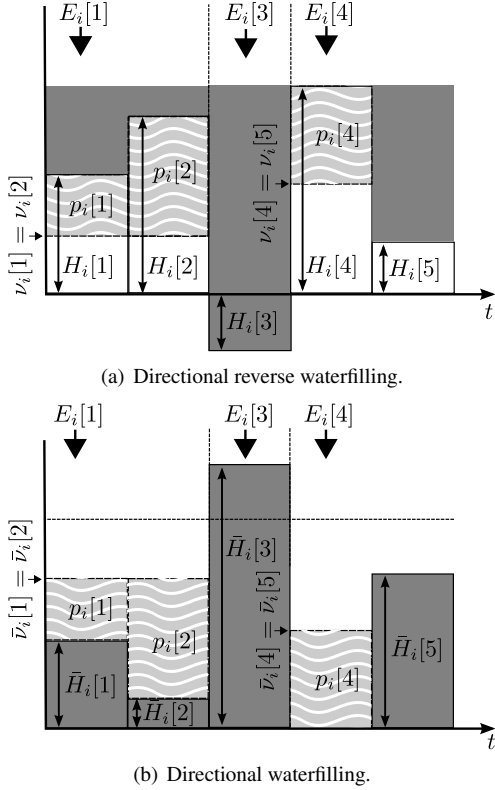 E_i[1] E_i[3] E_i[4]
ν_i[1] = ν_i[2]
p_i[1]
p_i[2]
ν_i[4] = ν_i[5]
p_i[4]
H_i[1]
H_i[2]
H_i[4]
H_i[5]
H_i[3]
t
(a) Directional reverse waterfilling.
E_i[1] E_i[3] E_i[4]
ν̄_i[1] = ν̄_i[2]
p_i[1]
p_i[2]
H̄_i[3]
ν̄_i[4] = ν̄_i[5]
p_i[4]
H̄_i[1]
H̄_i[2]
H̄_i[5]
t
(b) Directional waterfilling.